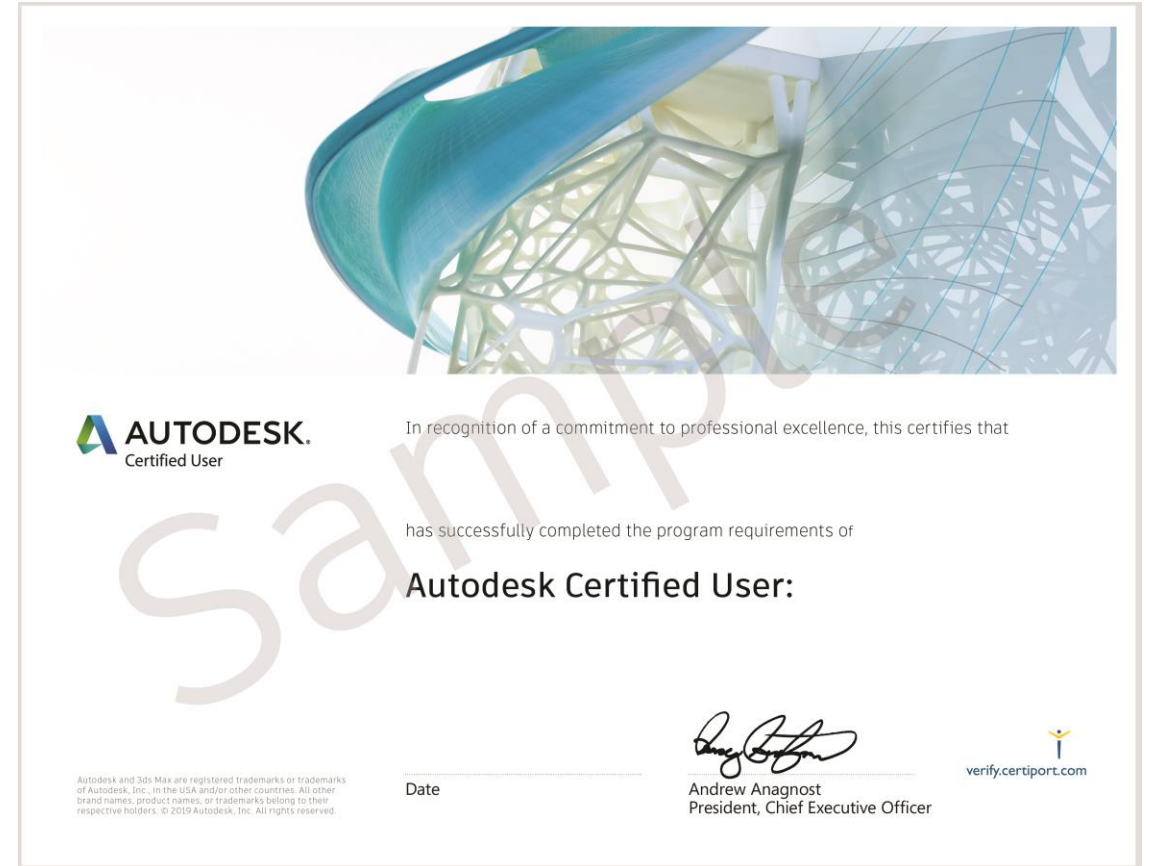 AUTODESK.
Certified User
In recognition of a commitment to professional excellence, this certifies that
has successfully completed the program requirements of
Autodesk Certified User:
Sample
Autodesk and 3ds Max are registered trademarks or trademarks
of Autodesk, Inc., in the USA and/or other countries. All other
brand names, product names, or trademarks belong to their
respective holders. © 2019 Autodesk, Inc. All rights reserved.
Date
Andrew Anagnost
President, Chief Executive Officer
verify.certiport.com